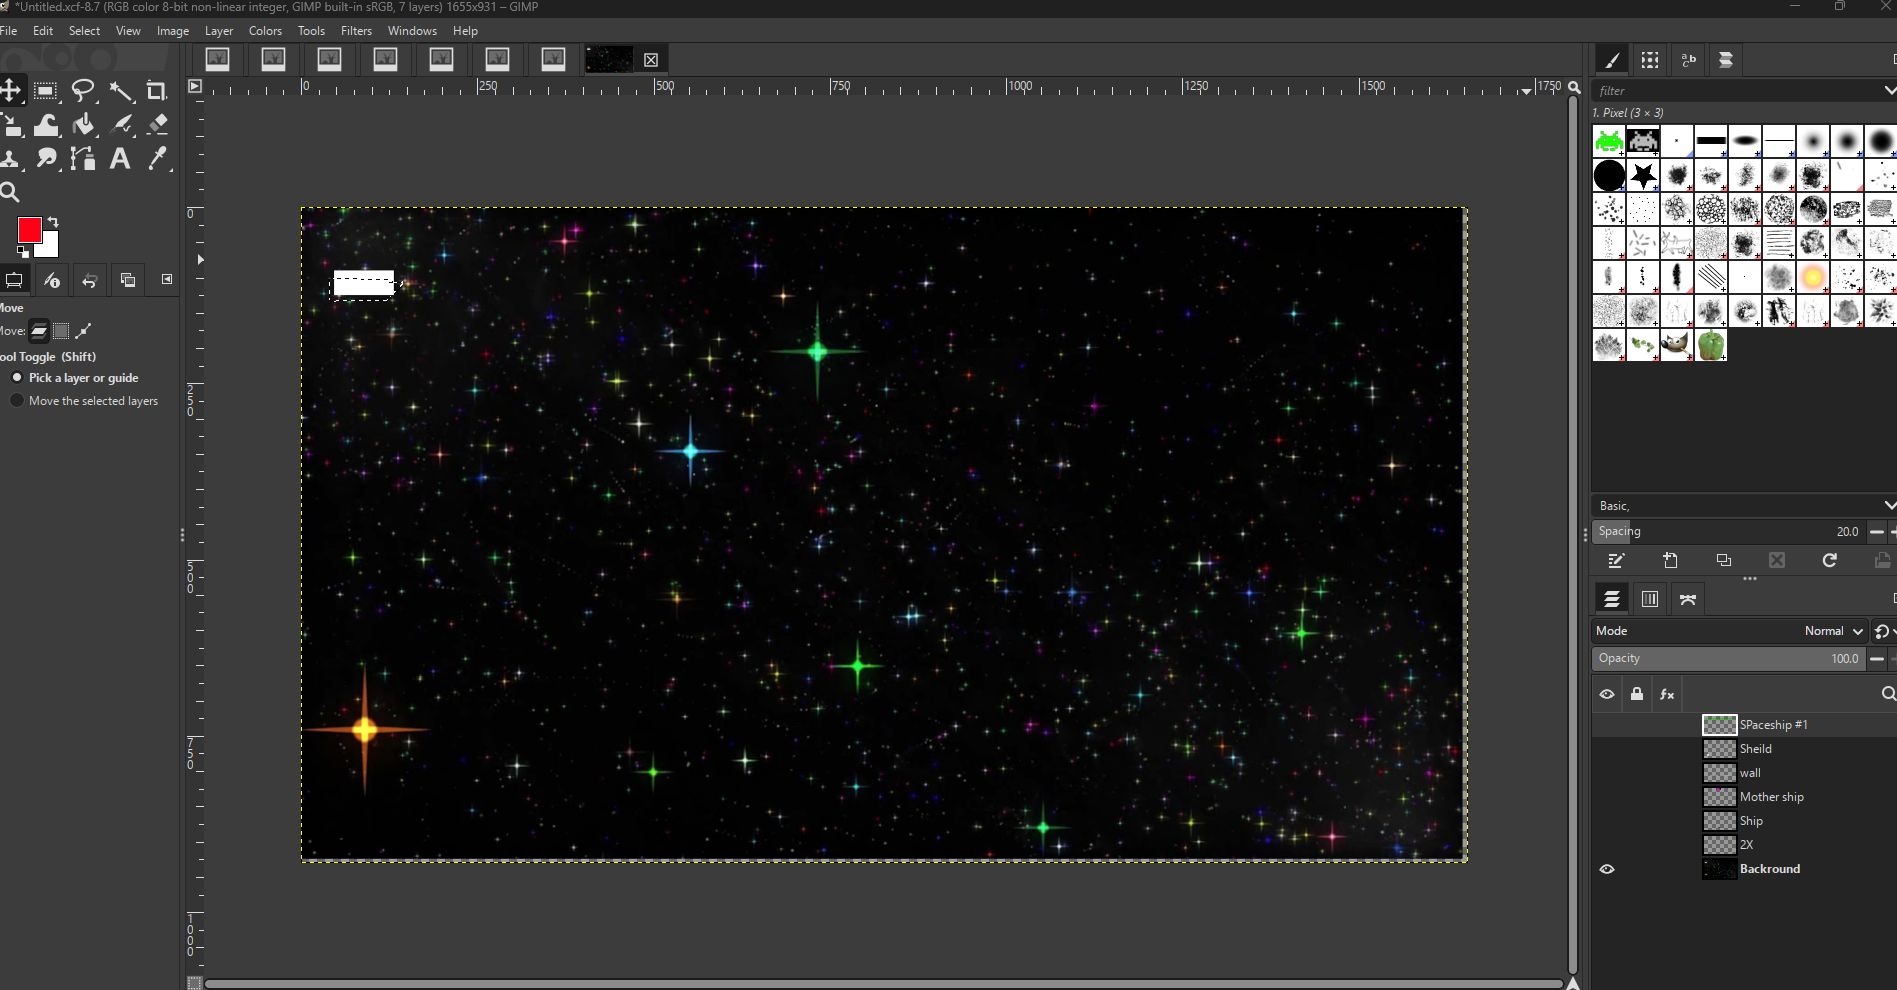 *Untitled.xcf-8.7 (RGB color 8-bit non-linear integer, GIMP built-in sRGB, 7 layers) 1655x931 – GIMP
File Edit Select View Image Layer Colors Tools Filters Windows Help
0 250 500 750 1000 1250 1500 1750
filter
1. Pixel (3 × 3)
0
250
500
750
1000
Move
Move:
ool Toggle (Shift)
Pick a layer or guide
Move the selected layers
Basic,
Spacing 20.0
Mode Normal
Opacity 100.0
fx
SPaceship #1
Sheild
wall
Mother ship
Ship
2X
Backround